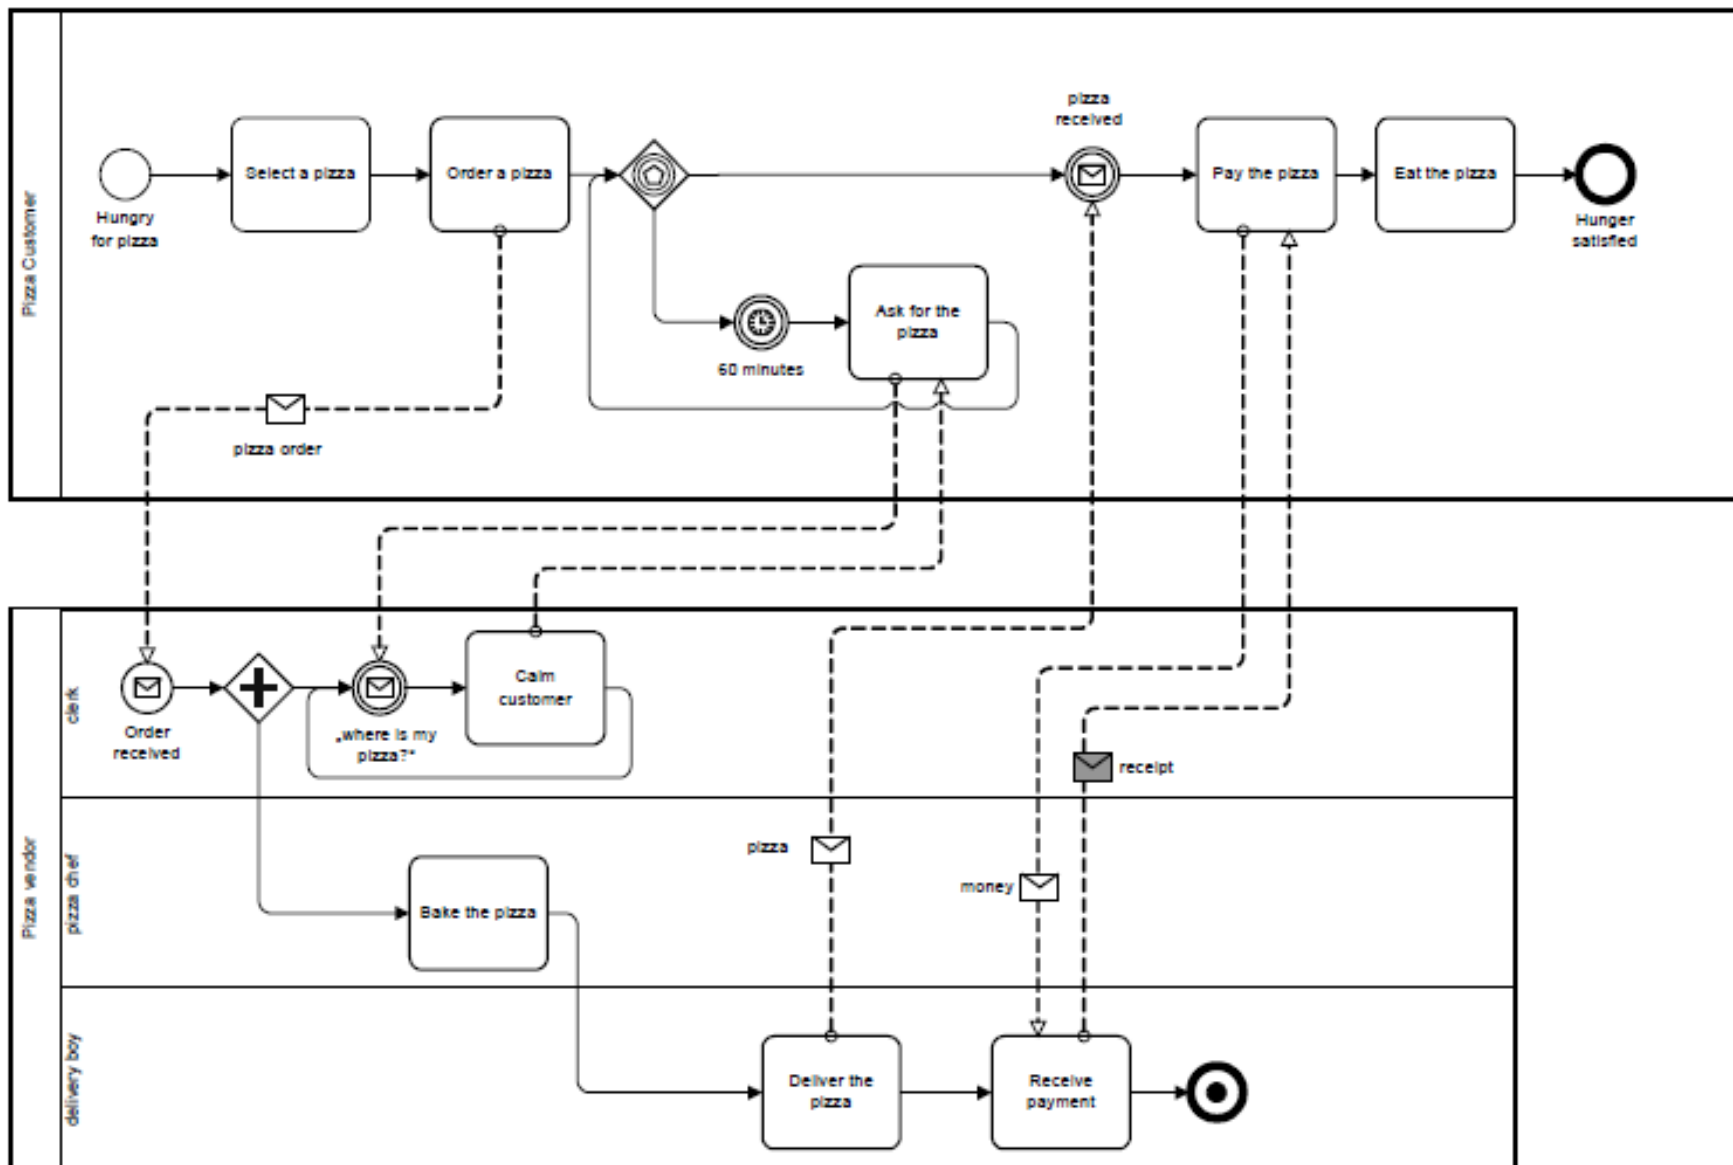 Pizza Customer
Hungry
for pizza
Select a pizza
Order a pizza
pizza
received
Pay the pizza
Eat the pizza
Hunger
satisfied
60 minutes
Ask for the
pizza
pizza order
Pizza vendor
clerk
Order
received
„where is my
pizza?“
Calm
customer
receipt
pizza chef
Bake the pizza
pizza
money
delivery boy
Deliver the
pizza
Receive
payment